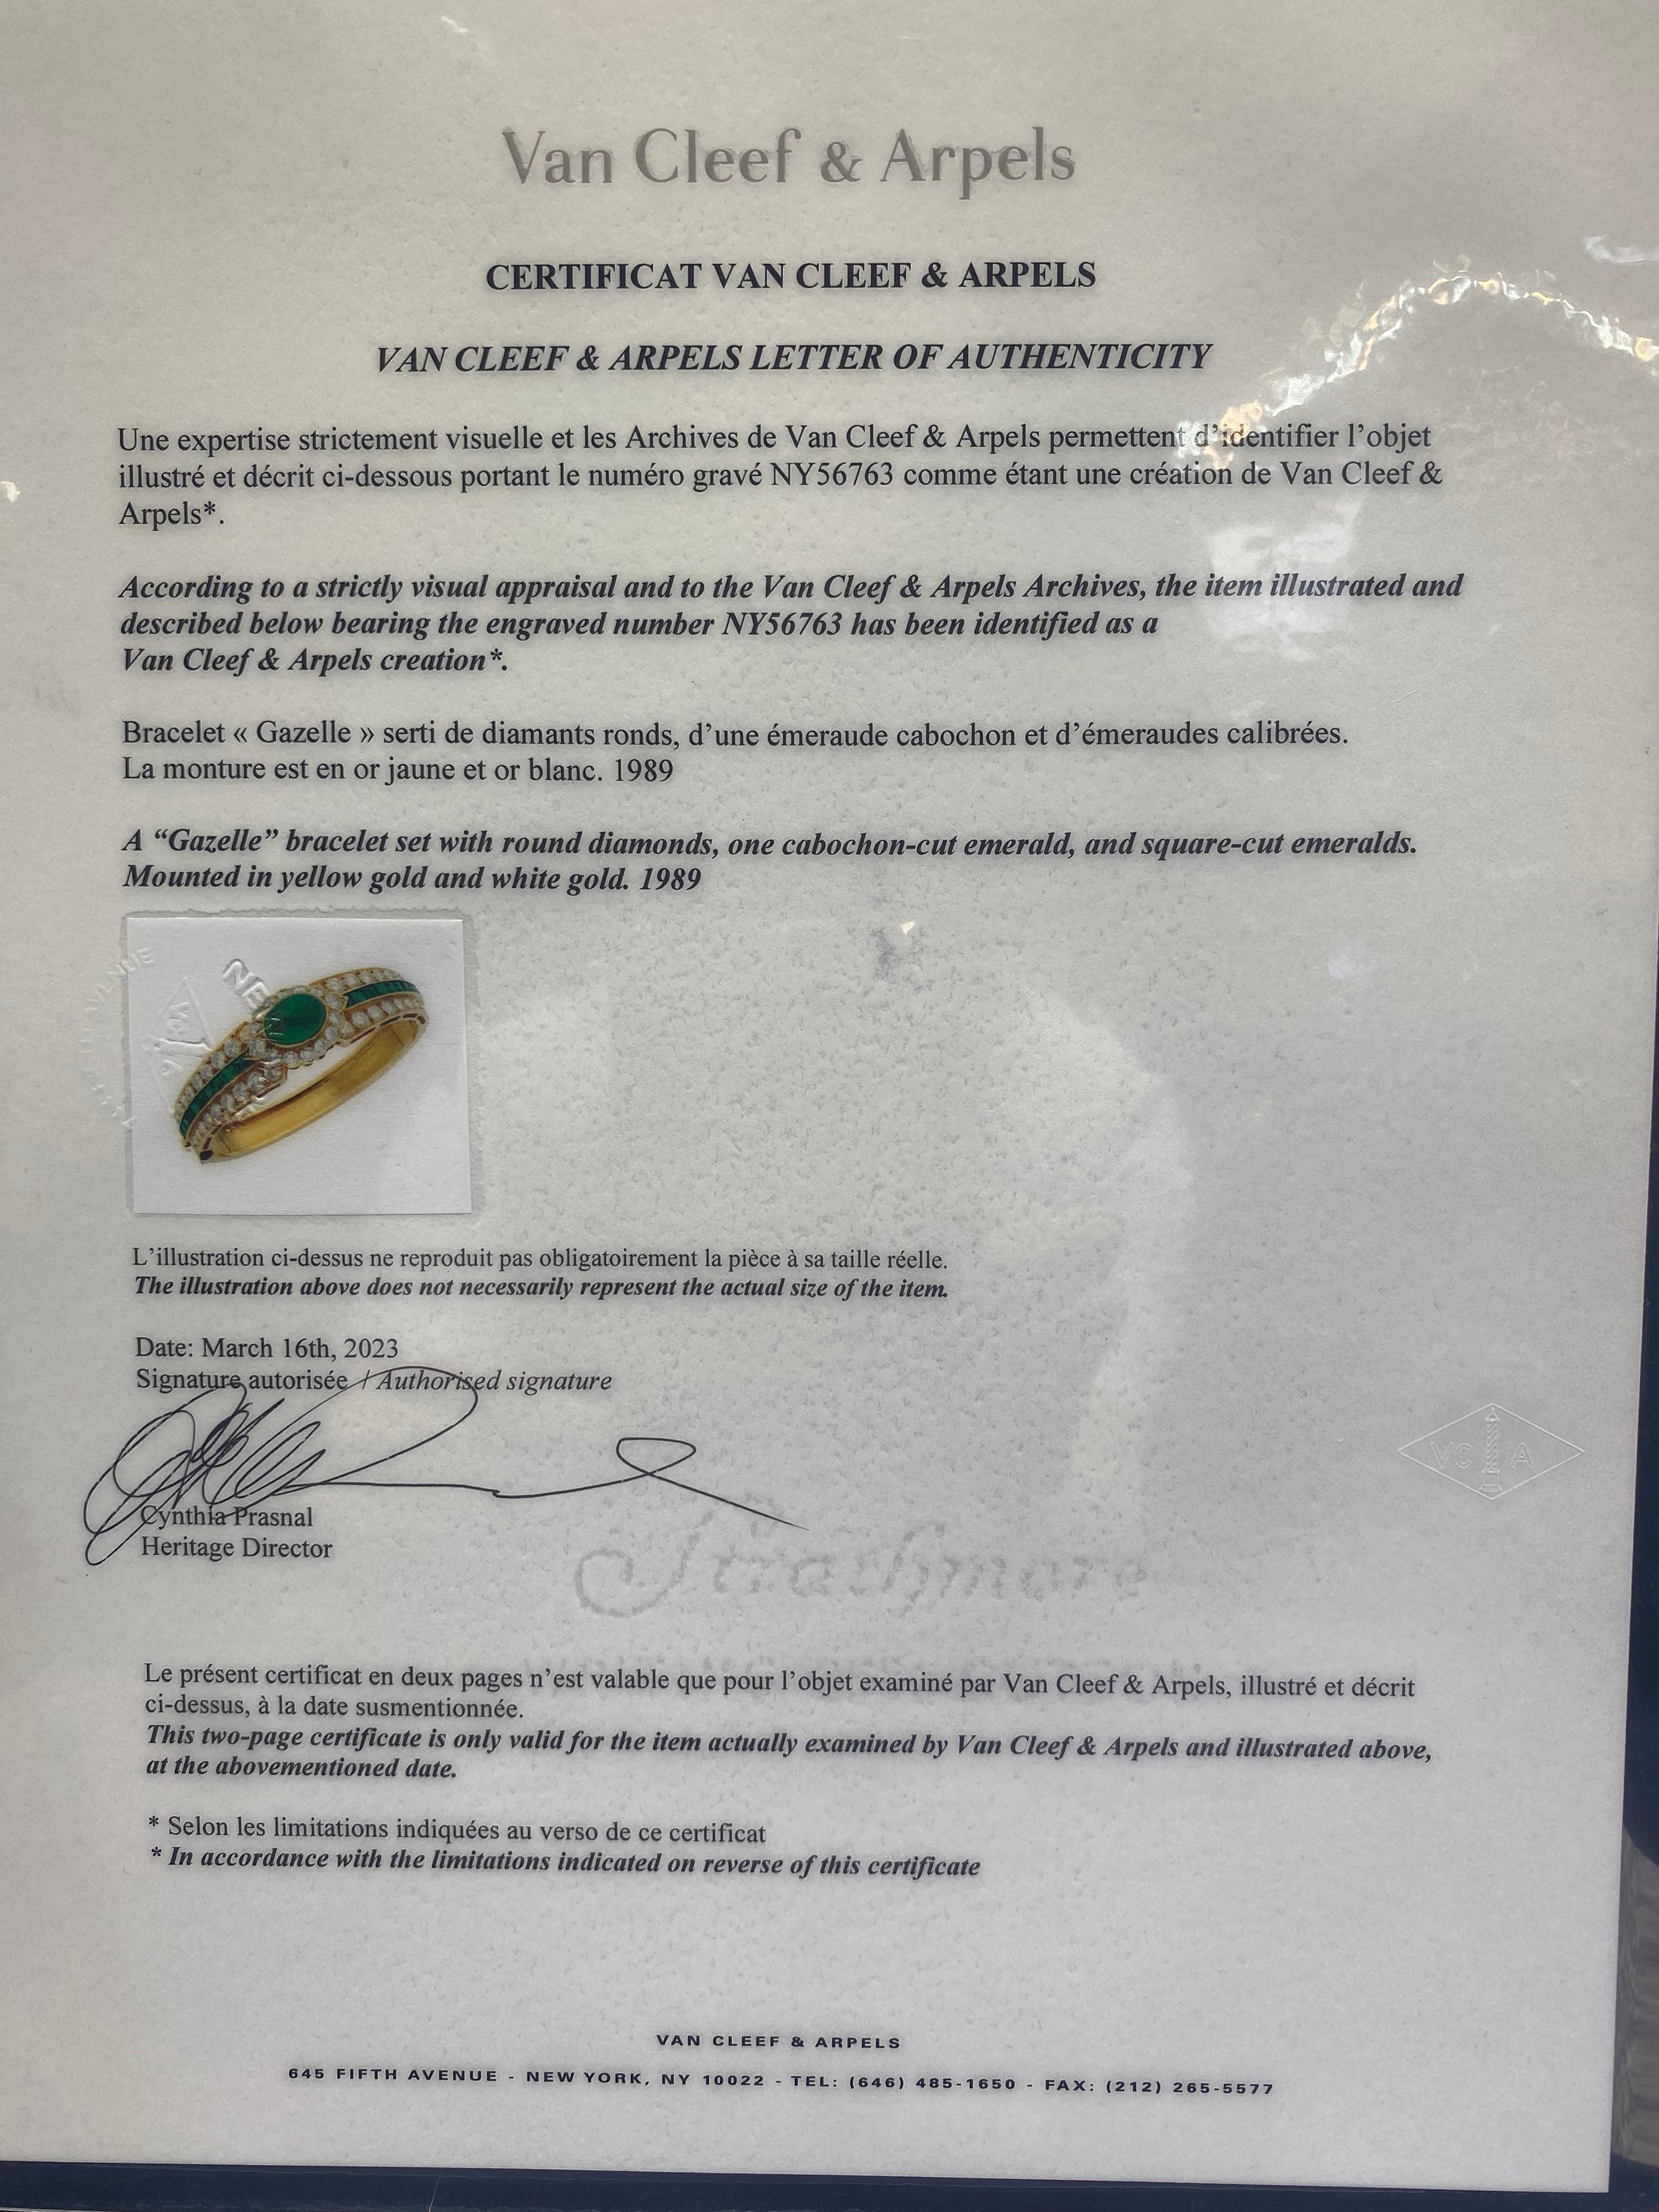 Van Cleef & Arpels
CERTIFICAT VAN CLEEF & ARPELS
VAN CLEEF & ARPELS LETTER OF AUTHENTICITY
Une expertise strictement visuelle et les Archives de Van Cleef & Arpels permettent d’identifier l’objet
illustré et décrit ci-dessous portant le numéro gravé NY56763 comme étant une création de Van Cleef &
Arpels*.
According to a strictly visual appraisal and to the Van Cleef & Arpels Archives, the item illustrated and
described below bearing the engraved number NY56763 has been identified as a
Van Cleef & Arpels creation*.
Bracelet « Gazelle » serti de diamants ronds, d’une émeraude cabochon et d’émeraudes calibrées.
La monture est en or jaune et or blanc. 1989
A “Gazelle” bracelet set with round diamonds, one cabochon-cut emerald, and square-cut emeralds.
Mounted in yellow gold and white gold. 1989
L’illustration ci-dessus ne reproduit pas obligatoirement la pièce à sa taille réelle.
The illustration above does not necessarily represent the actual size of the item.
Date: March 16th, 2023
Signature autorisée / Authorised signature
Cynthia Prasnal
Heritage Director
VC A
Strathmore
Le présent certificat en deux pages n’est valable que pour l’objet examiné par Van Cleef & Arpels, illustré et décrit
ci-dessus, à la date susmentionnée.
This two-page certificate is only valid for the item actually examined by Van Cleef & Arpels and illustrated above,
at the abovementioned date.
* Selon les limitations indiquées au verso de ce certificat
* In accordance with the limitations indicated on reverse of this certificate
VAN CLEEF & ARPELS
645 FIFTH AVENUE - NEW YORK, NY 10022 - TEL: (646) 485-1650 - FAX: (212) 265-5577